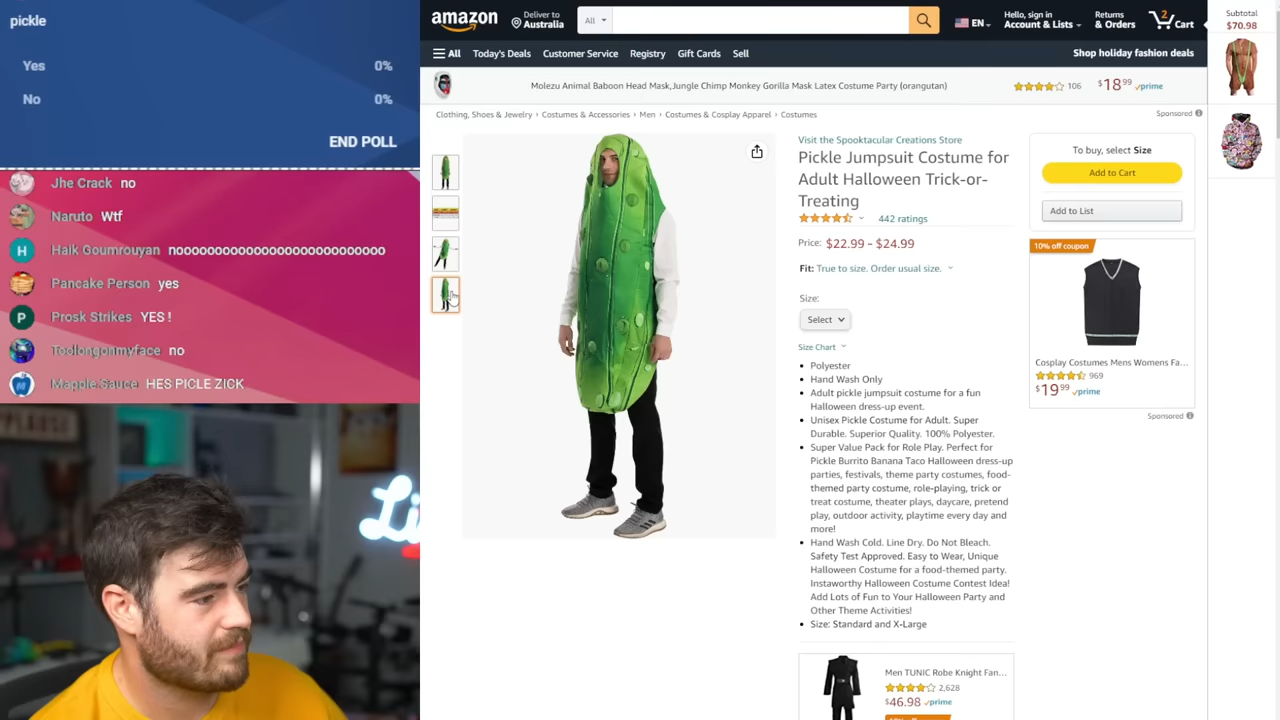 pickle
Yes 0%
No 0%
END POLL
Jhe Crack no
Naruto Wtf
H Haik Goumrouyan nooooooooooooooooooooooooooo
Pancake Person yes
P Prosk Strikes YES !
Toolongonmyface no
Mapple Sauce HES PICLE ZICK
amazon
Deliver to
Australia
All
EN
Hello, sign in
Account & Lists
Returns
& Orders
2
Cart
All Today's Deals Customer Service Registry Gift Cards Sell
Shop holiday fashion deals
Molezu Animal Baboon Head Mask,Jungle Chimp Monkey Gorilla Mask Latex Costume Party (orangutan)
106 $18.99 prime
Clothing, Shoes & Jewelry › Costumes & Accessories › Men › Costumes & Cosplay Apparel › Costumes
Sponsored
Visit the Spooktacular Creations Store
Pickle Jumpsuit Costume for
Adult Halloween Trick-or-
Treating
442 ratings
Price: $22.99 - $24.99
Fit: True to size. Order usual size.
Size:
Select
Size Chart
• Polyester
• Hand Wash Only
• Adult pickle jumpsuit costume for a fun
Halloween dress-up event.
• Unisex Pickle Costume for Adult. Super
Durable. Superior Quality. 100% Polyester.
• Super Value Pack for Role Play. Perfect for
Pickle Burrito Banana Taco Halloween dress-up
parties, festivals, theme party costumes, food-
themed party costume, role-playing, trick or
treat costume, theater plays, daycare, pretend
play, outdoor activity, playtime every day and
more!
• Hand Wash Cold. Line Dry. Do Not Bleach.
Safety Test Approved. Easy to Wear, Unique
Halloween Costume for a food-themed party.
Instaworthy Halloween Costume Contest Idea!
Add Lots of Fun to Your Halloween Party and
Other Theme Activities!
• Size: Standard and X-Large
Men TUNIC Robe Knight Fan...
2,628
$46.98 prime
To buy, select Size
Add to Cart
Add to List
10% off coupon
Cosplay Costumes Mens Womens Fa...
969
$19.99 prime
Sponsored
Subtotal
$70.98
Li